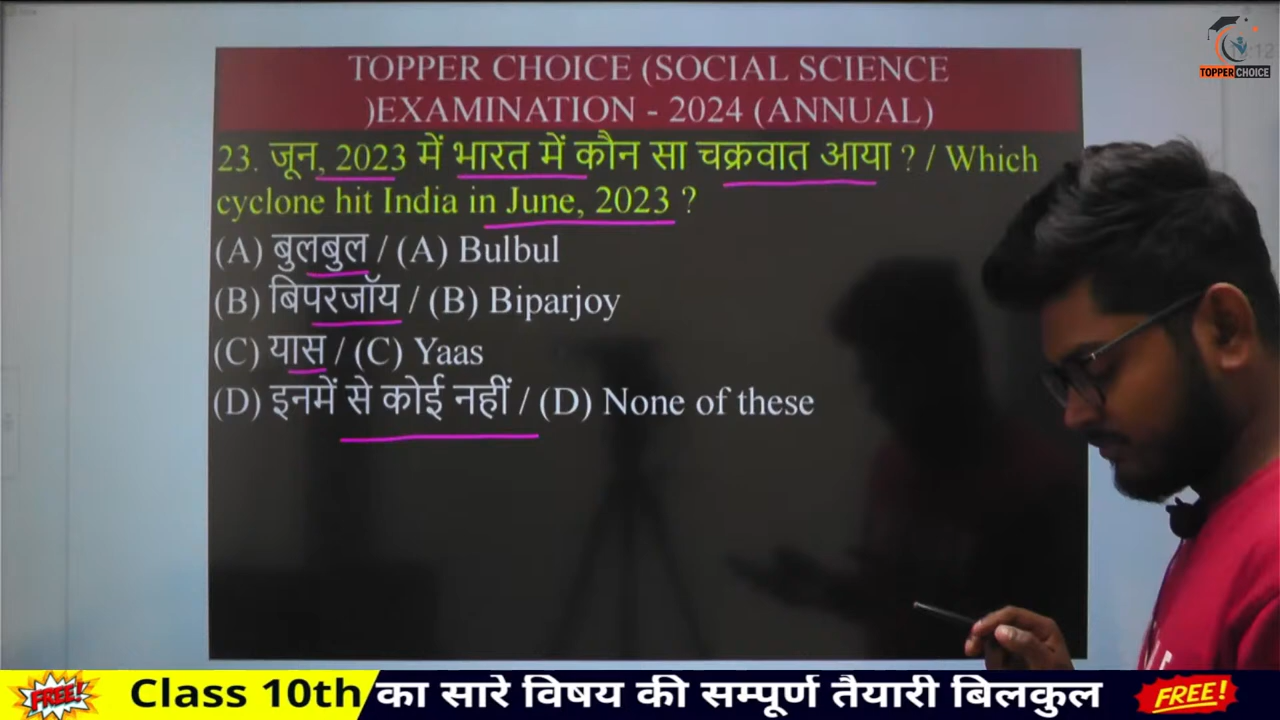 TOPPER CHOICE
TOPPER CHOICE (SOCIAL SCIENCE
)EXAMINATION - 2024 (ANNUAL)
23. जून, 2023 में भारत में कौन सा चक्रवात आया ? / Which
cyclone hit India in June, 2023 ?
(A) बुलबुल / (A) Bulbul
(B) बिपरजॉय / (B) Biparjoy
(C) यास / (C) Yaas
(D) इनमें से कोई नहीं / (D) None of these
FREE! Class 10th का सारे विषय की सम्पूर्ण तैयारी बिलकुल FREE!